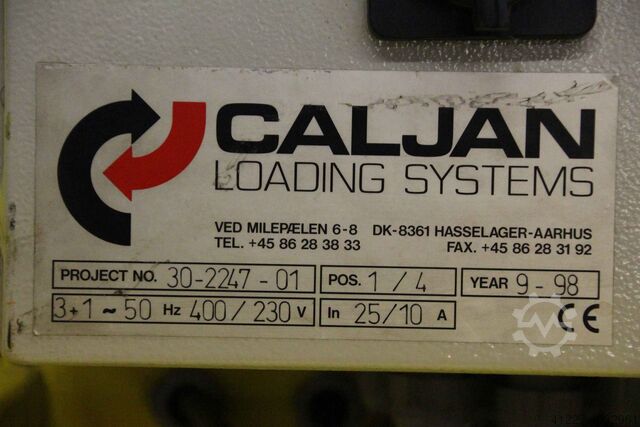 CALJAN
LOADING SYSTEMS
VED MILEPÆLEN 6-8 DK-8361 HASSELAGER-AARHUS
TEL. +45 86 28 38 33 FAX. +45 86 28 31 92
PROJECT NO. 30-2247-01 POS. 1/4 YEAR 9-98
3+1 ~ 50 Hz 400/230 V In 25/10 A CE